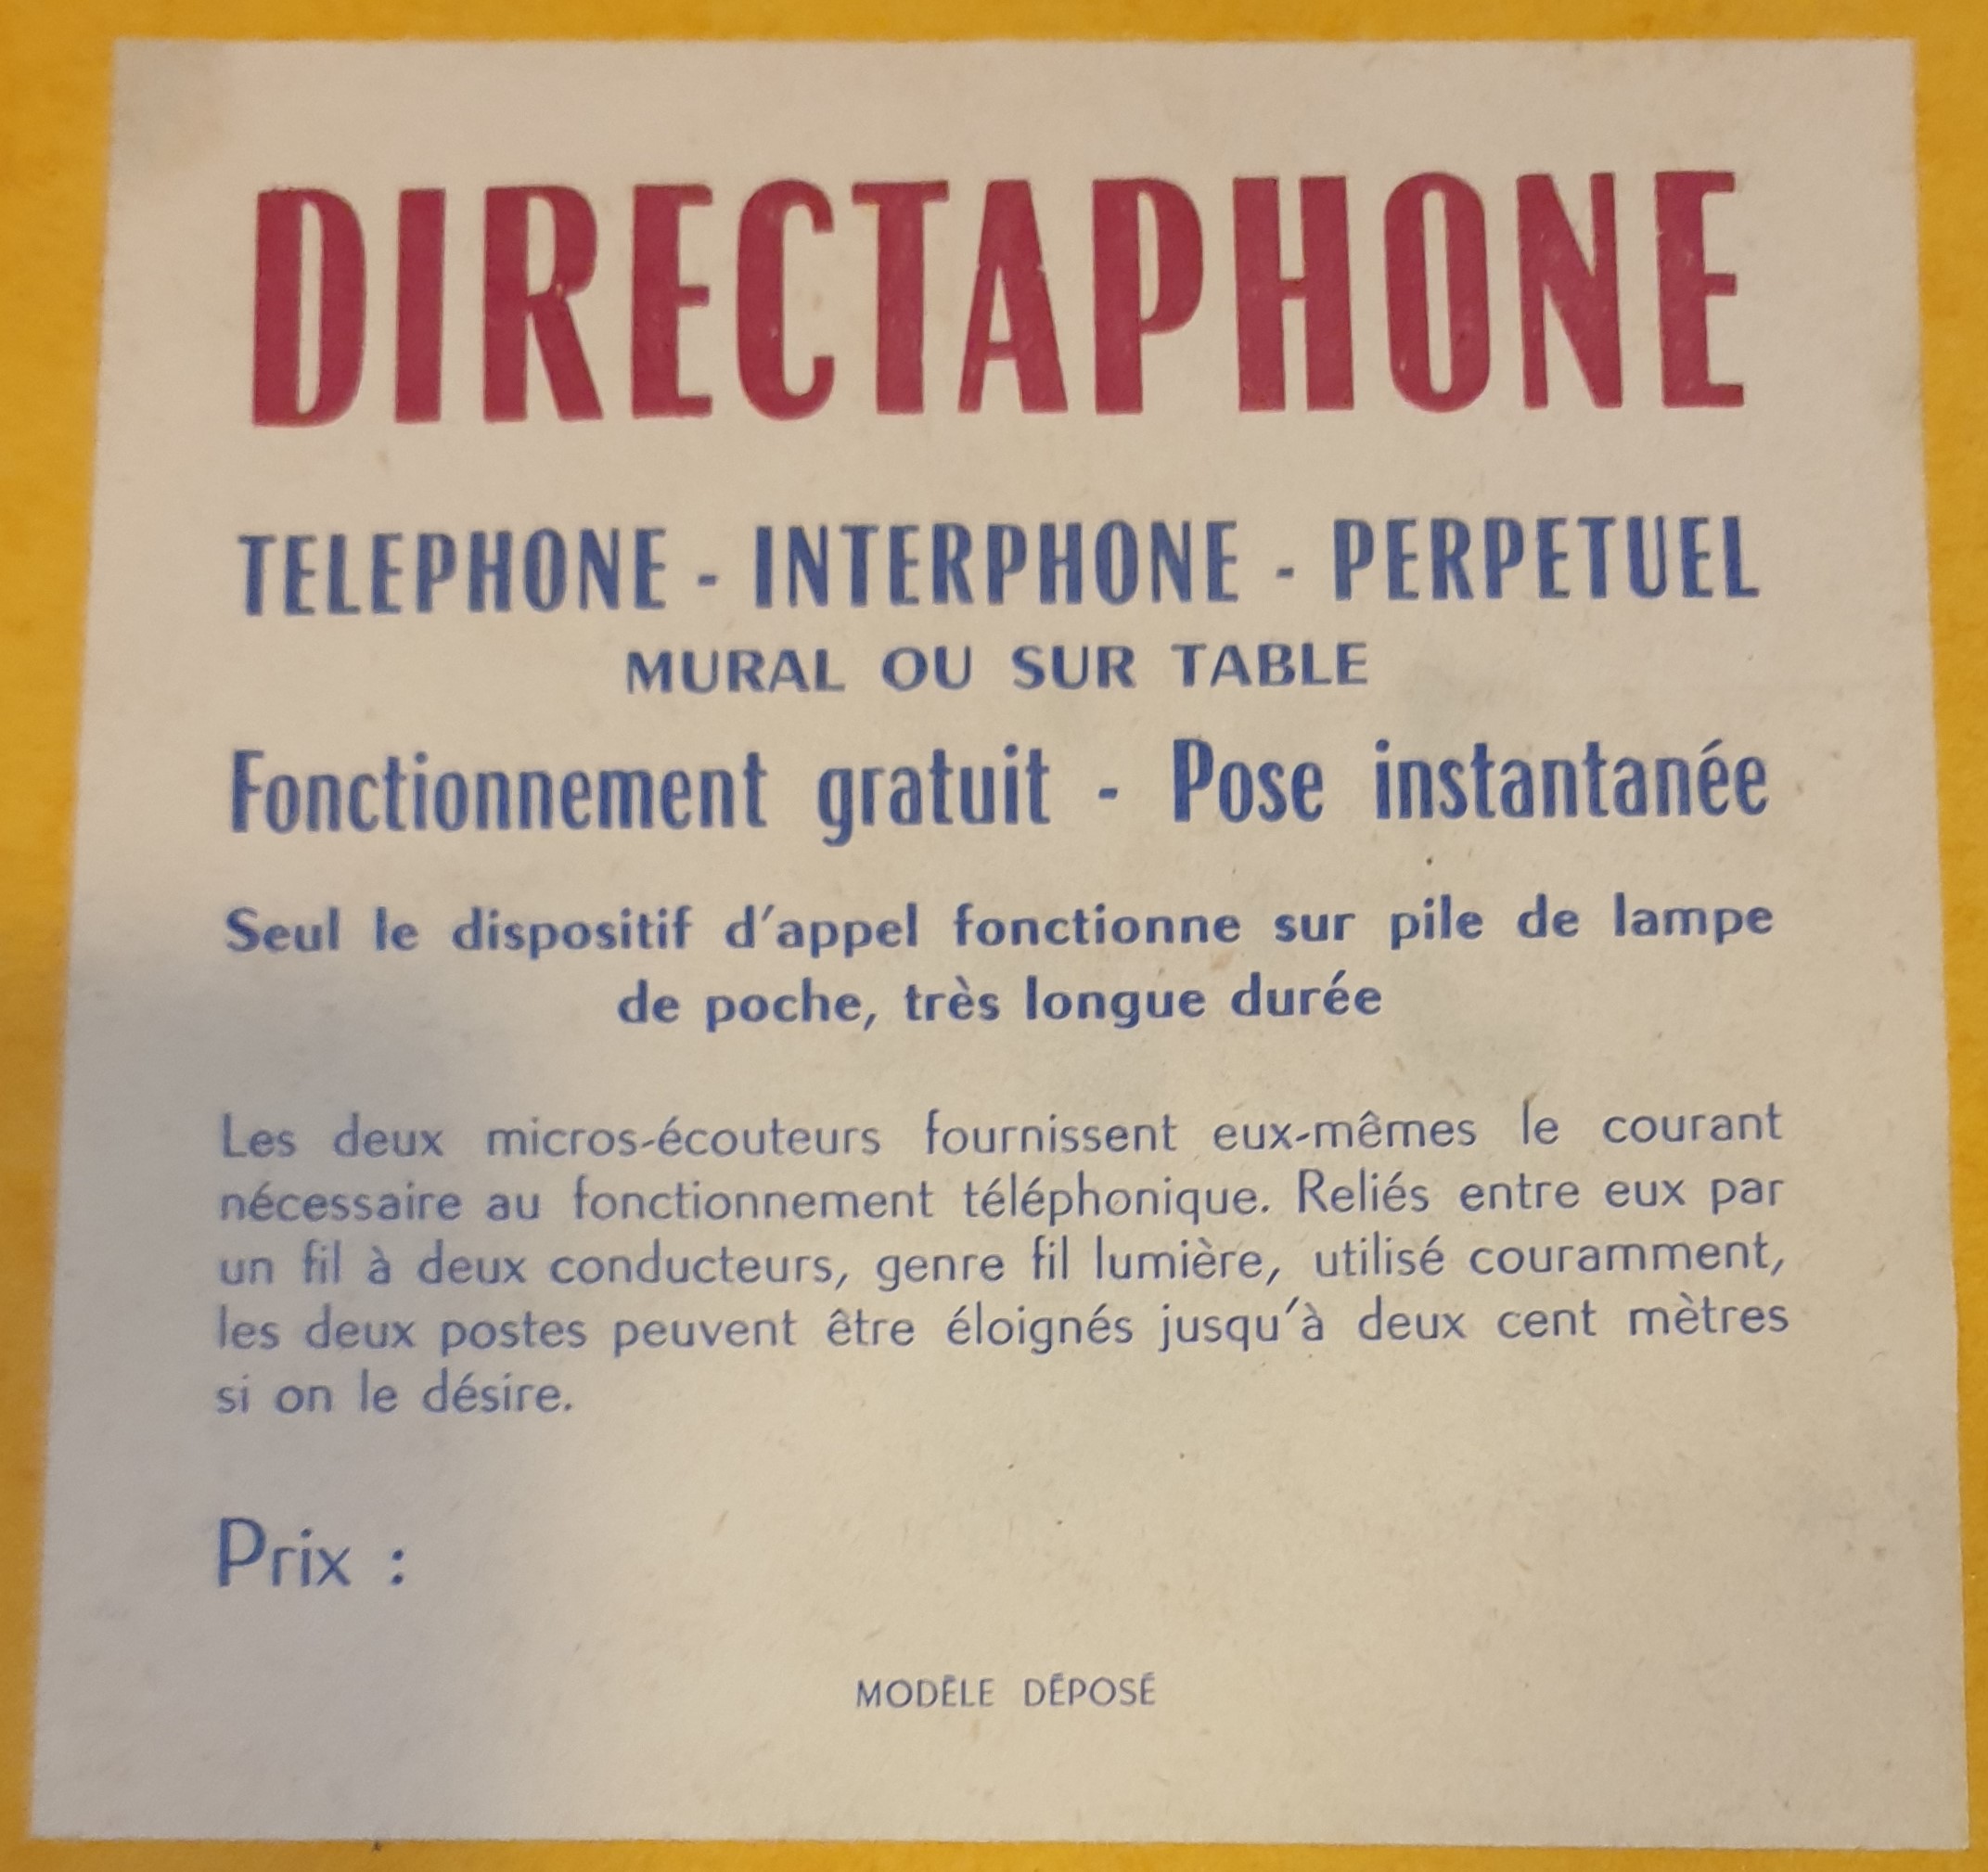 DIRECTAPHONE
TELEPHONE - INTERPHONE - PERPETUEL
MURAL OU SUR TABLE
Fonctionnement gratuit - Pose instantanée
Seul le dispositif d'appel fonctionne sur pile de lampe
de poche, très longue durée
Les deux micros-écouteurs fournissent eux-mêmes le courant
nécessaire au fonctionnement téléphonique. Reliés entre eux par
un fil à deux conducteurs, genre fil lumière, utilisé couramment,
les deux postes peuvent être éloignés jusqu'à deux cent mètres
si on le désire.
Prix :
MODÈLE DÉPOSÉ